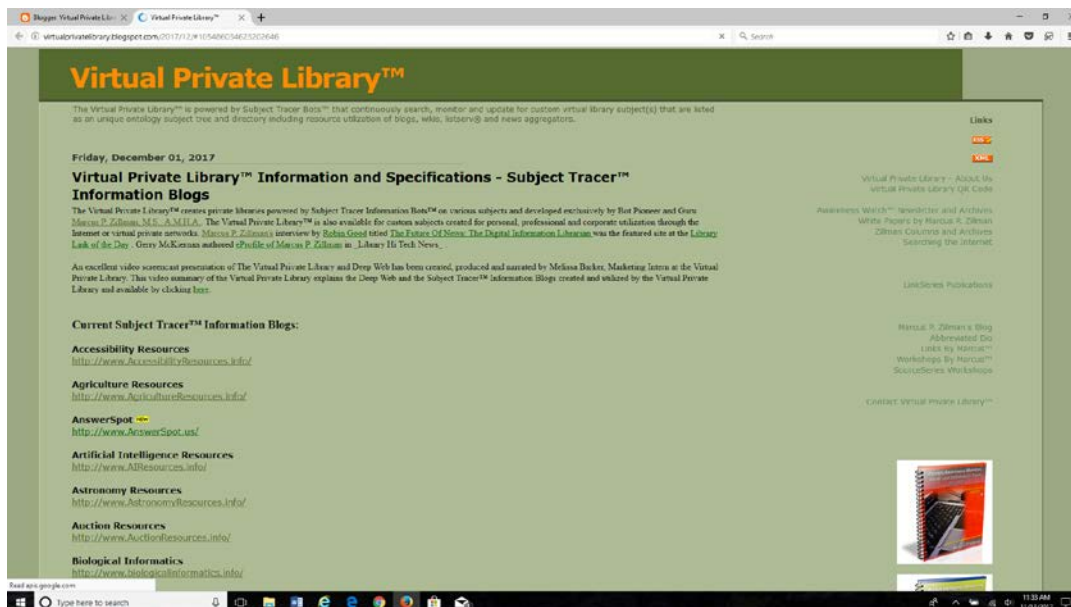 Blogger: Virtual Private Libr
Virtual Private Library™
virtualprivatelibrary.blogspot.com/2017/12/#105486034623202646
Search
Virtual Private Library™
The Virtual Private Library™ is powered by Subject Tracer Bots™ that continuously search, monitor and update for custom virtual library subject(s) that are listed
as an unique ontology subject tree and directory including resource utilization of blogs, wikis, listserv® and news aggregators.
Links
RSS
XML
Friday, December 01, 2017
Virtual Private Library™ Information and Specifications - Subject Tracer™
Information Blogs
The Virtual Private Library™ creates private libraries powered by Subject Tracer Information Bots™ on various subjects and developed exclusively by Bot Pioneer and Guru
Marcus P. Zillman, M.S., A.M.H.A. The Virtual Private Library™ is also available for custom subjects created for personal, professional and corporate utilization through the
Internet or virtual private networks. Marcus P. Zillman's interview by Robin Good titled The Future Of News: The Digital Information Librarian was the featured site at the Library
Link of the Day . Gerry McKiernan authored eProfile of Marcus P. Zillman in _Library Hi Tech News_ .
An excellent video screencast presentation of The Virtual Private Library and Deep Web has been created, produced and narrated by Melissa Barker, Marketing Intern at the Virtual
Private Library. This video summary of the Virtual Private Library explains the Deep Web and the Subject Tracer™ Information Blogs created and utilized by the Virtual Private
Library and available by clicking here.
Virtual Private Library - About Us
Virtual Private Library QR Code
Awareness Watch™ Newsletter and Archives
White Papers by Marcus P. Zillman
Zillman Columns and Archives
Searching the Internet
LinkSeries Publications
Marcus P. Zillman's Blog
Links By Marcus™
Workshops By Marcus™
SourceSeries Workshops
Contact Virtual Private Library™
Current Subject Tracer™ Information Blogs:
Accessibility Resources
http://www.AccessibilityResources.info/
Agriculture Resources
http://www.AgricultureResources.info/
AnswerSpot NEW
http://www.AnswerSpot.us/
Artificial Intelligence Resources
http://www.AIResources.info/
Astronomy Resources
http://www.AstronomyResources.info/
Auction Resources
http://www.AuctionResources.info/
Biological Informatics
http://www.biologicalinformatics.info/
Read apis.google.com
Type here to search
11:33 AM